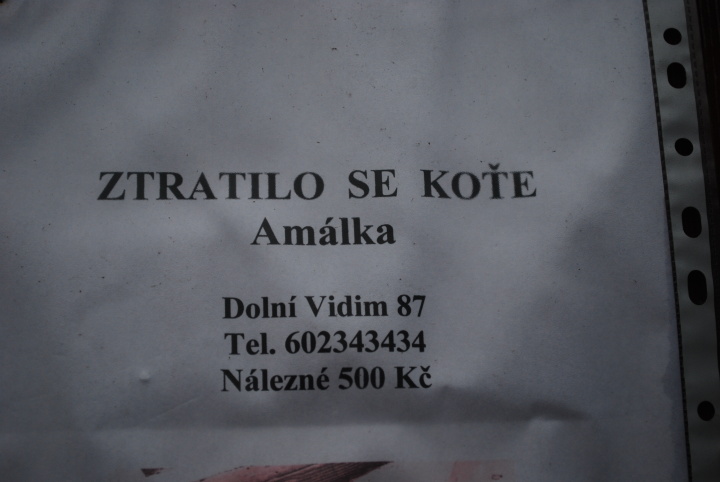 ZTRATILO SE KOŤE
Amálka
Dolní Vidim 87
Tel. 602343434
Nálezné 500 Kč